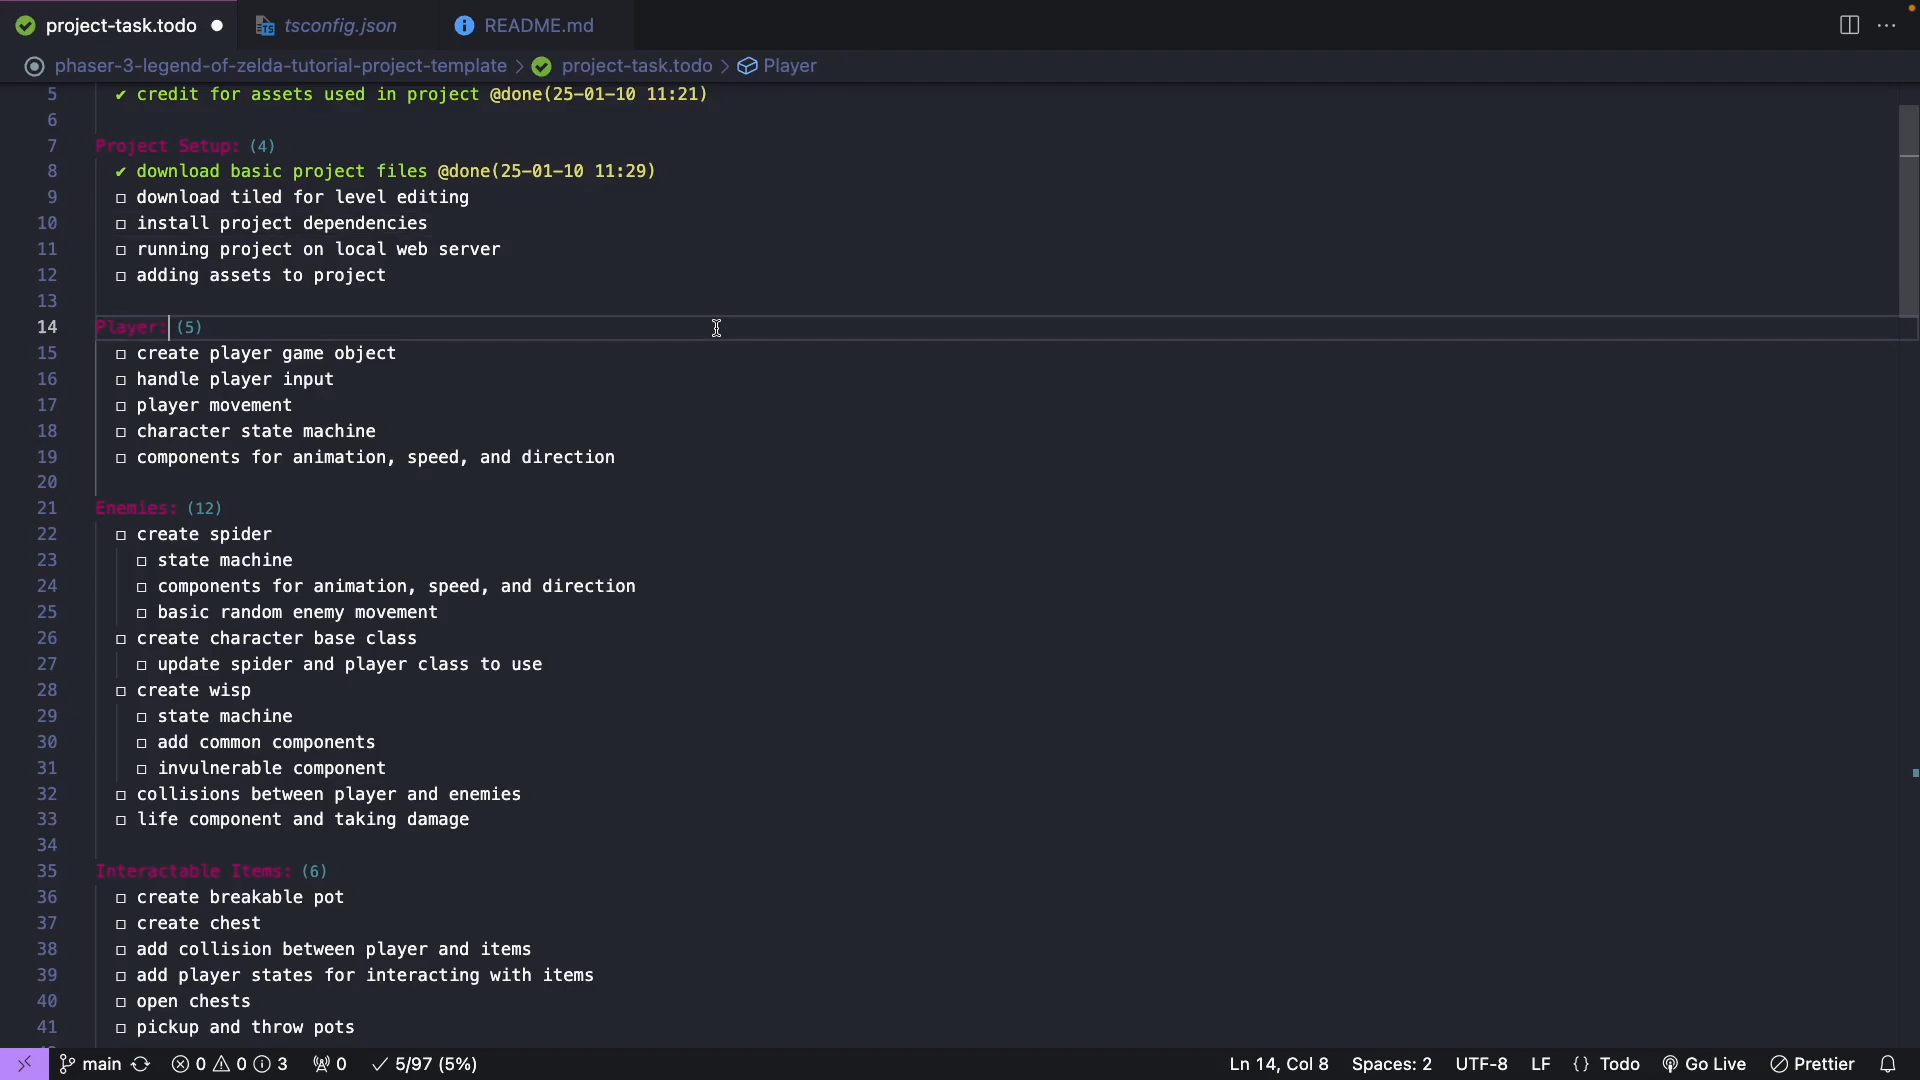 project-task.todo tsconfig.json README.md
phaser-3-legend-of-zelda-tutorial-project-template > project-task.todo > Player
5 ✔ credit for assets used in project @done(25-01-10 11:21)
6
7 Project Setup: (4)
8 ✔ download basic project files @done(25-01-10 11:29)
9 ☐ download tiled for level editing
10 ☐ install project dependencies
11 ☐ running project on local web server
12 ☐ adding assets to project
13
14 Player: (5)
15 ☐ create player game object
16 ☐ handle player input
17 ☐ player movement
18 ☐ character state machine
19 ☐ components for animation, speed, and direction
20
21 Enemies: (12)
22 ☐ create spider
23 ☐ state machine
24 ☐ components for animation, speed, and direction
25 ☐ basic random enemy movement
26 ☐ create character base class
27 ☐ update spider and player class to use
28 ☐ create wisp
29 ☐ state machine
30 ☐ add common components
31 ☐ invulnerable component
32 ☐ collisions between player and enemies
33 ☐ life component and taking damage
34
35 Interactable Items: (6)
36 ☐ create breakable pot
37 ☐ create chest
38 ☐ add collision between player and items
39 ☐ add player states for interacting with items
40 ☐ open chests
41 ☐ pickup and throw pots
main 0 0 3 0 ✓ 5/97 (5%) Ln 14, Col 8 Spaces: 2 UTF-8 LF {} Todo Go Live Prettier